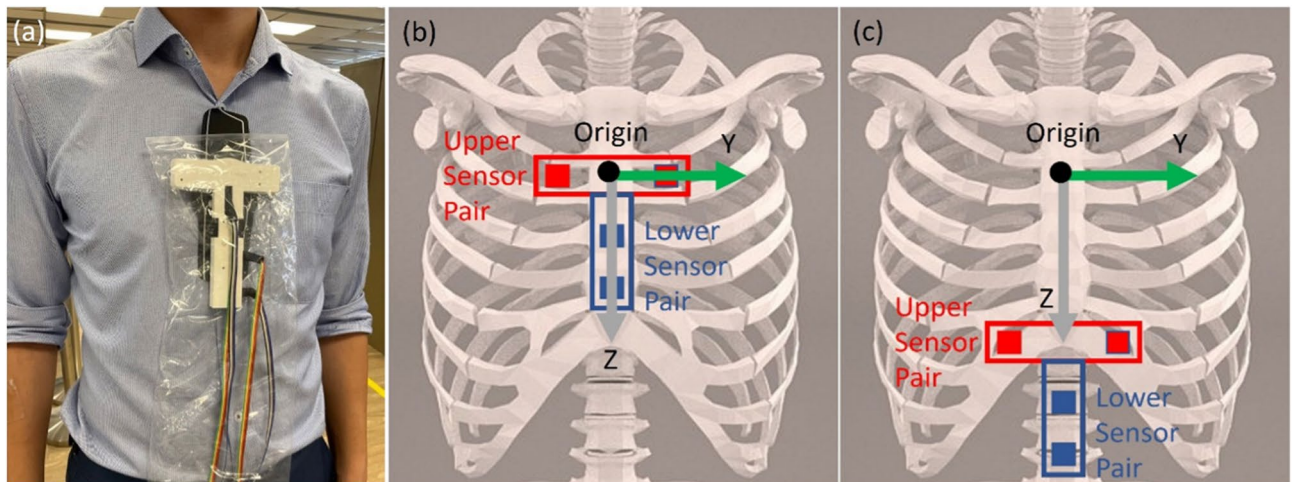 (a)
(b)
Origin
Y
Upper
Sensor
Pair
Lower
Sensor
Pair
Z
(c)
Origin
Y
Z
Upper
Sensor
Pair
Lower
Sensor
Pair